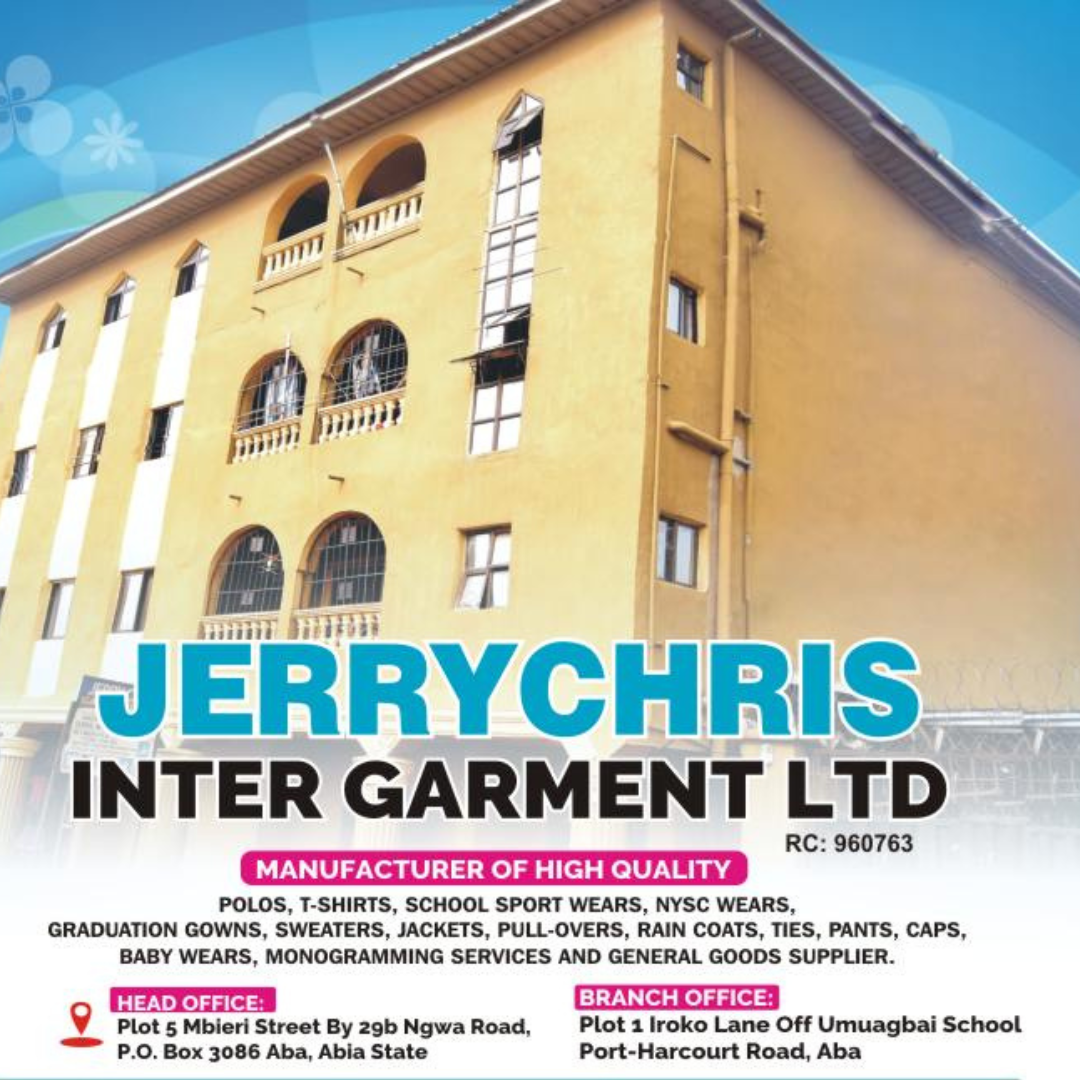 JERRYCHRIS
INTER GARMENT LTD
RC: 960763
MANUFACTURER OF HIGH QUALITY
POLOS, T-SHIRTS, SCHOOL SPORT WEARS, NYSC WEARS,
GRADUATION GOWNS, SWEATERS, JACKETS, PULL-OVERS, RAIN COATS, TIES, PANTS, CAPS,
BABY WEARS, MONOGRAMMING SERVICES AND GENERAL GOODS SUPPLIER.
HEAD OFFICE:
Plot 5 Mbieri Street By 29b Ngwa Road,
P.O. Box 3086 Aba, Abia State
BRANCH OFFICE:
Plot 1 Iroko Lane Off Umuagbai School
Port-Harcourt Road, Aba